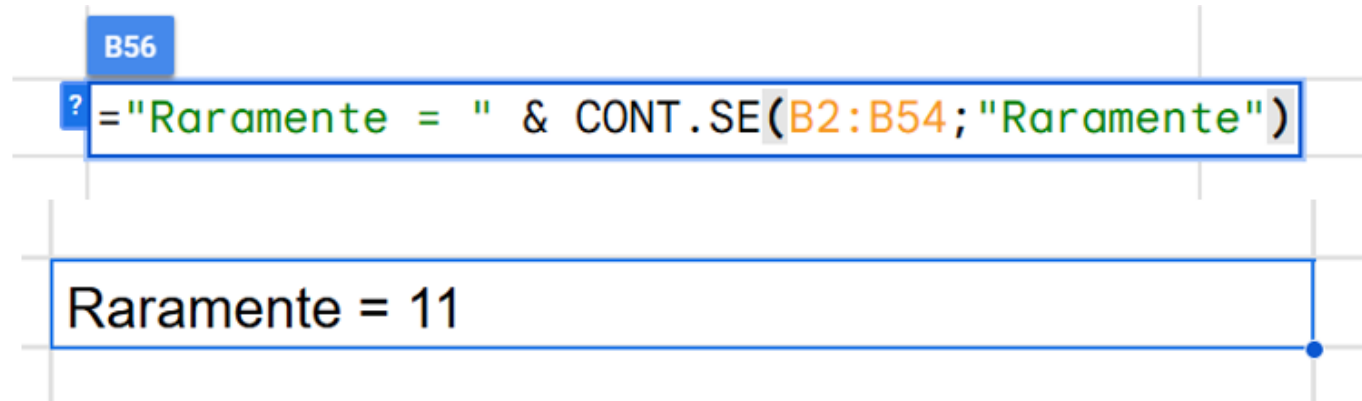 B56
? ="Raramente = " & CONT.SE(B2:B54;"Raramente")
Raramente = 11